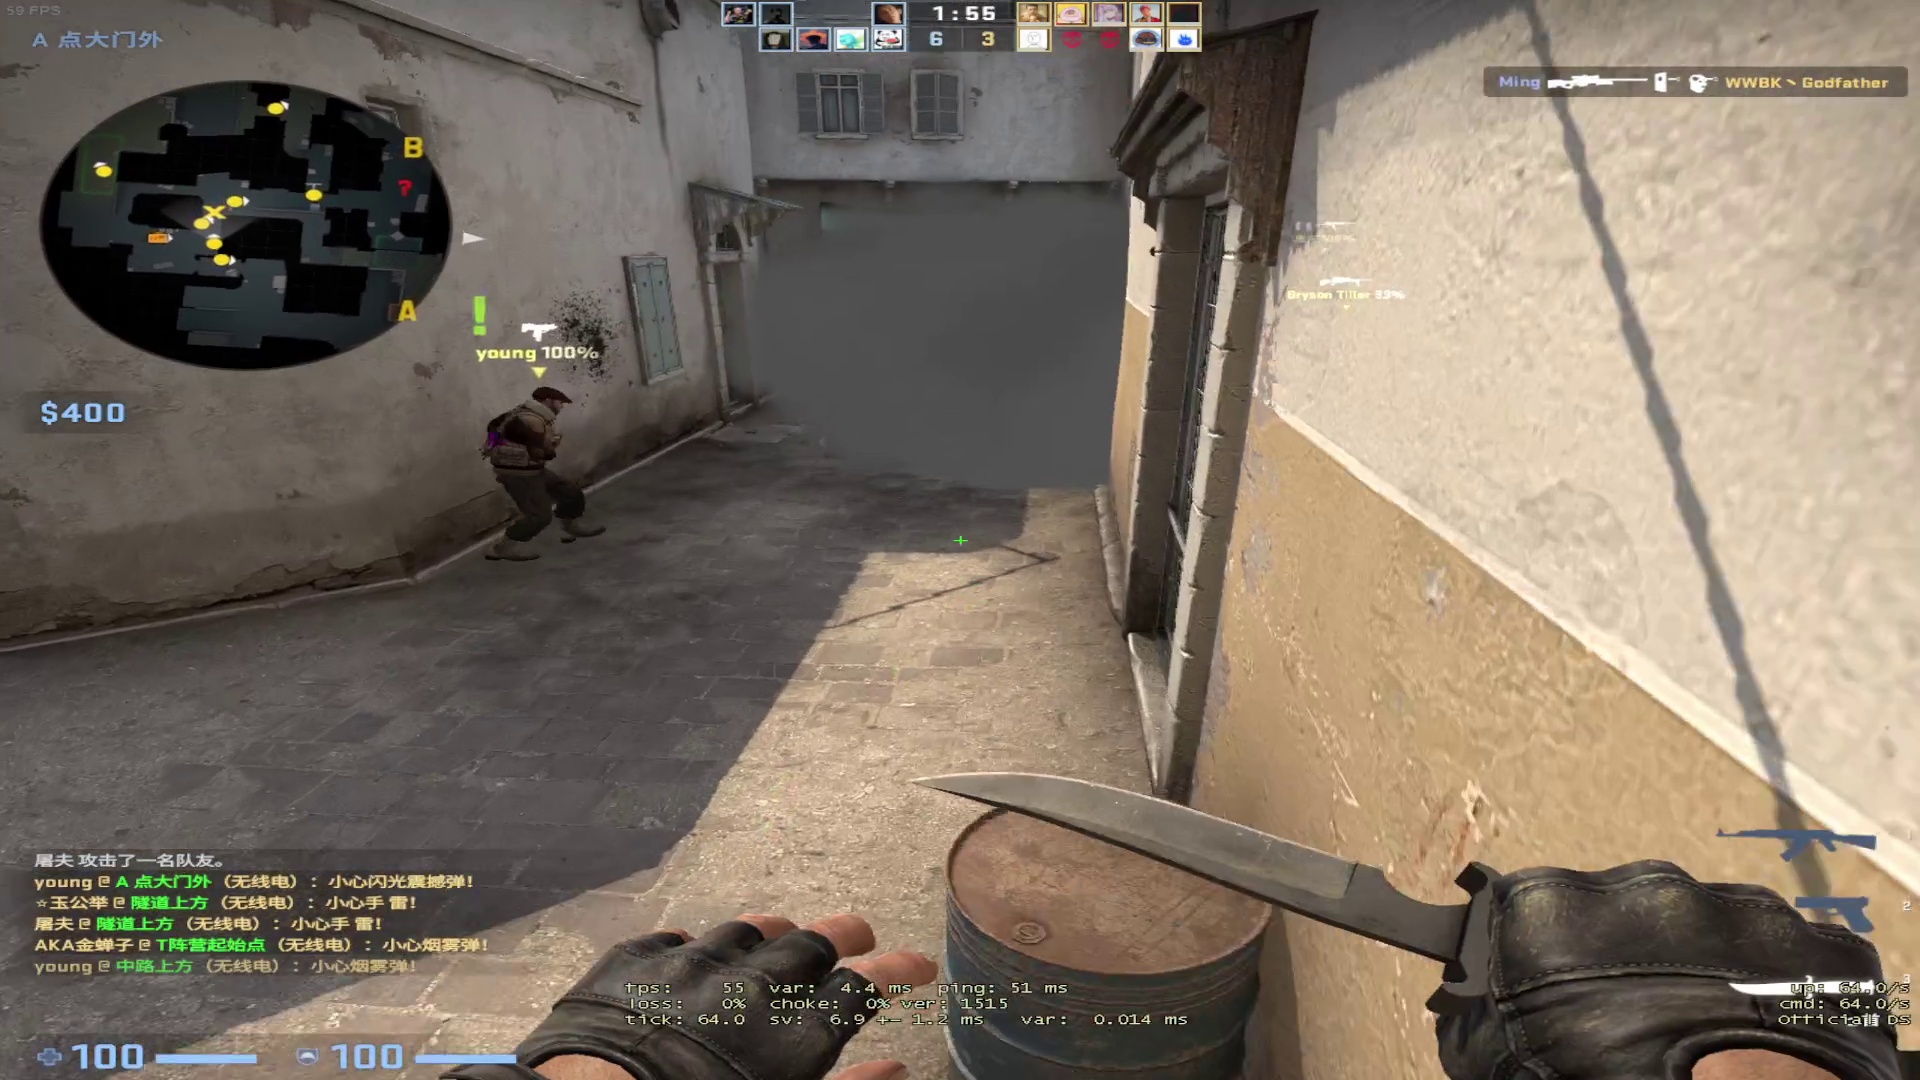 59 FPS
A 点大门外
1:55
6 3
Ming WWBK丶Godfather
B
?
A
young 100%
Bryson Tiller 99%
$400
屠夫 攻击了一名队友。
young @ A 点大门外 (无线电) : 小心闪光震撼弹!
☆玉公举 @ 隧道上方 (无线电) : 小心手 雷!
屠夫 @ 隧道上方 (无线电) : 小心手 雷!
AKA金蝉子 @ T阵营起始点 (无线电) : 小心烟雾弹!
young @ 中路上方 (无线电) : 小心烟雾弹!
1
2
3
fps: 55 var: 4.4 ms ping: 51 ms
loss: 0% choke: 0% ver: 1515
tick: 64.0 sv: 6.9 +- 1.2 ms var: 0.014 ms
up: 64.0/s
cmd: 64.0/s
official DS
100 100